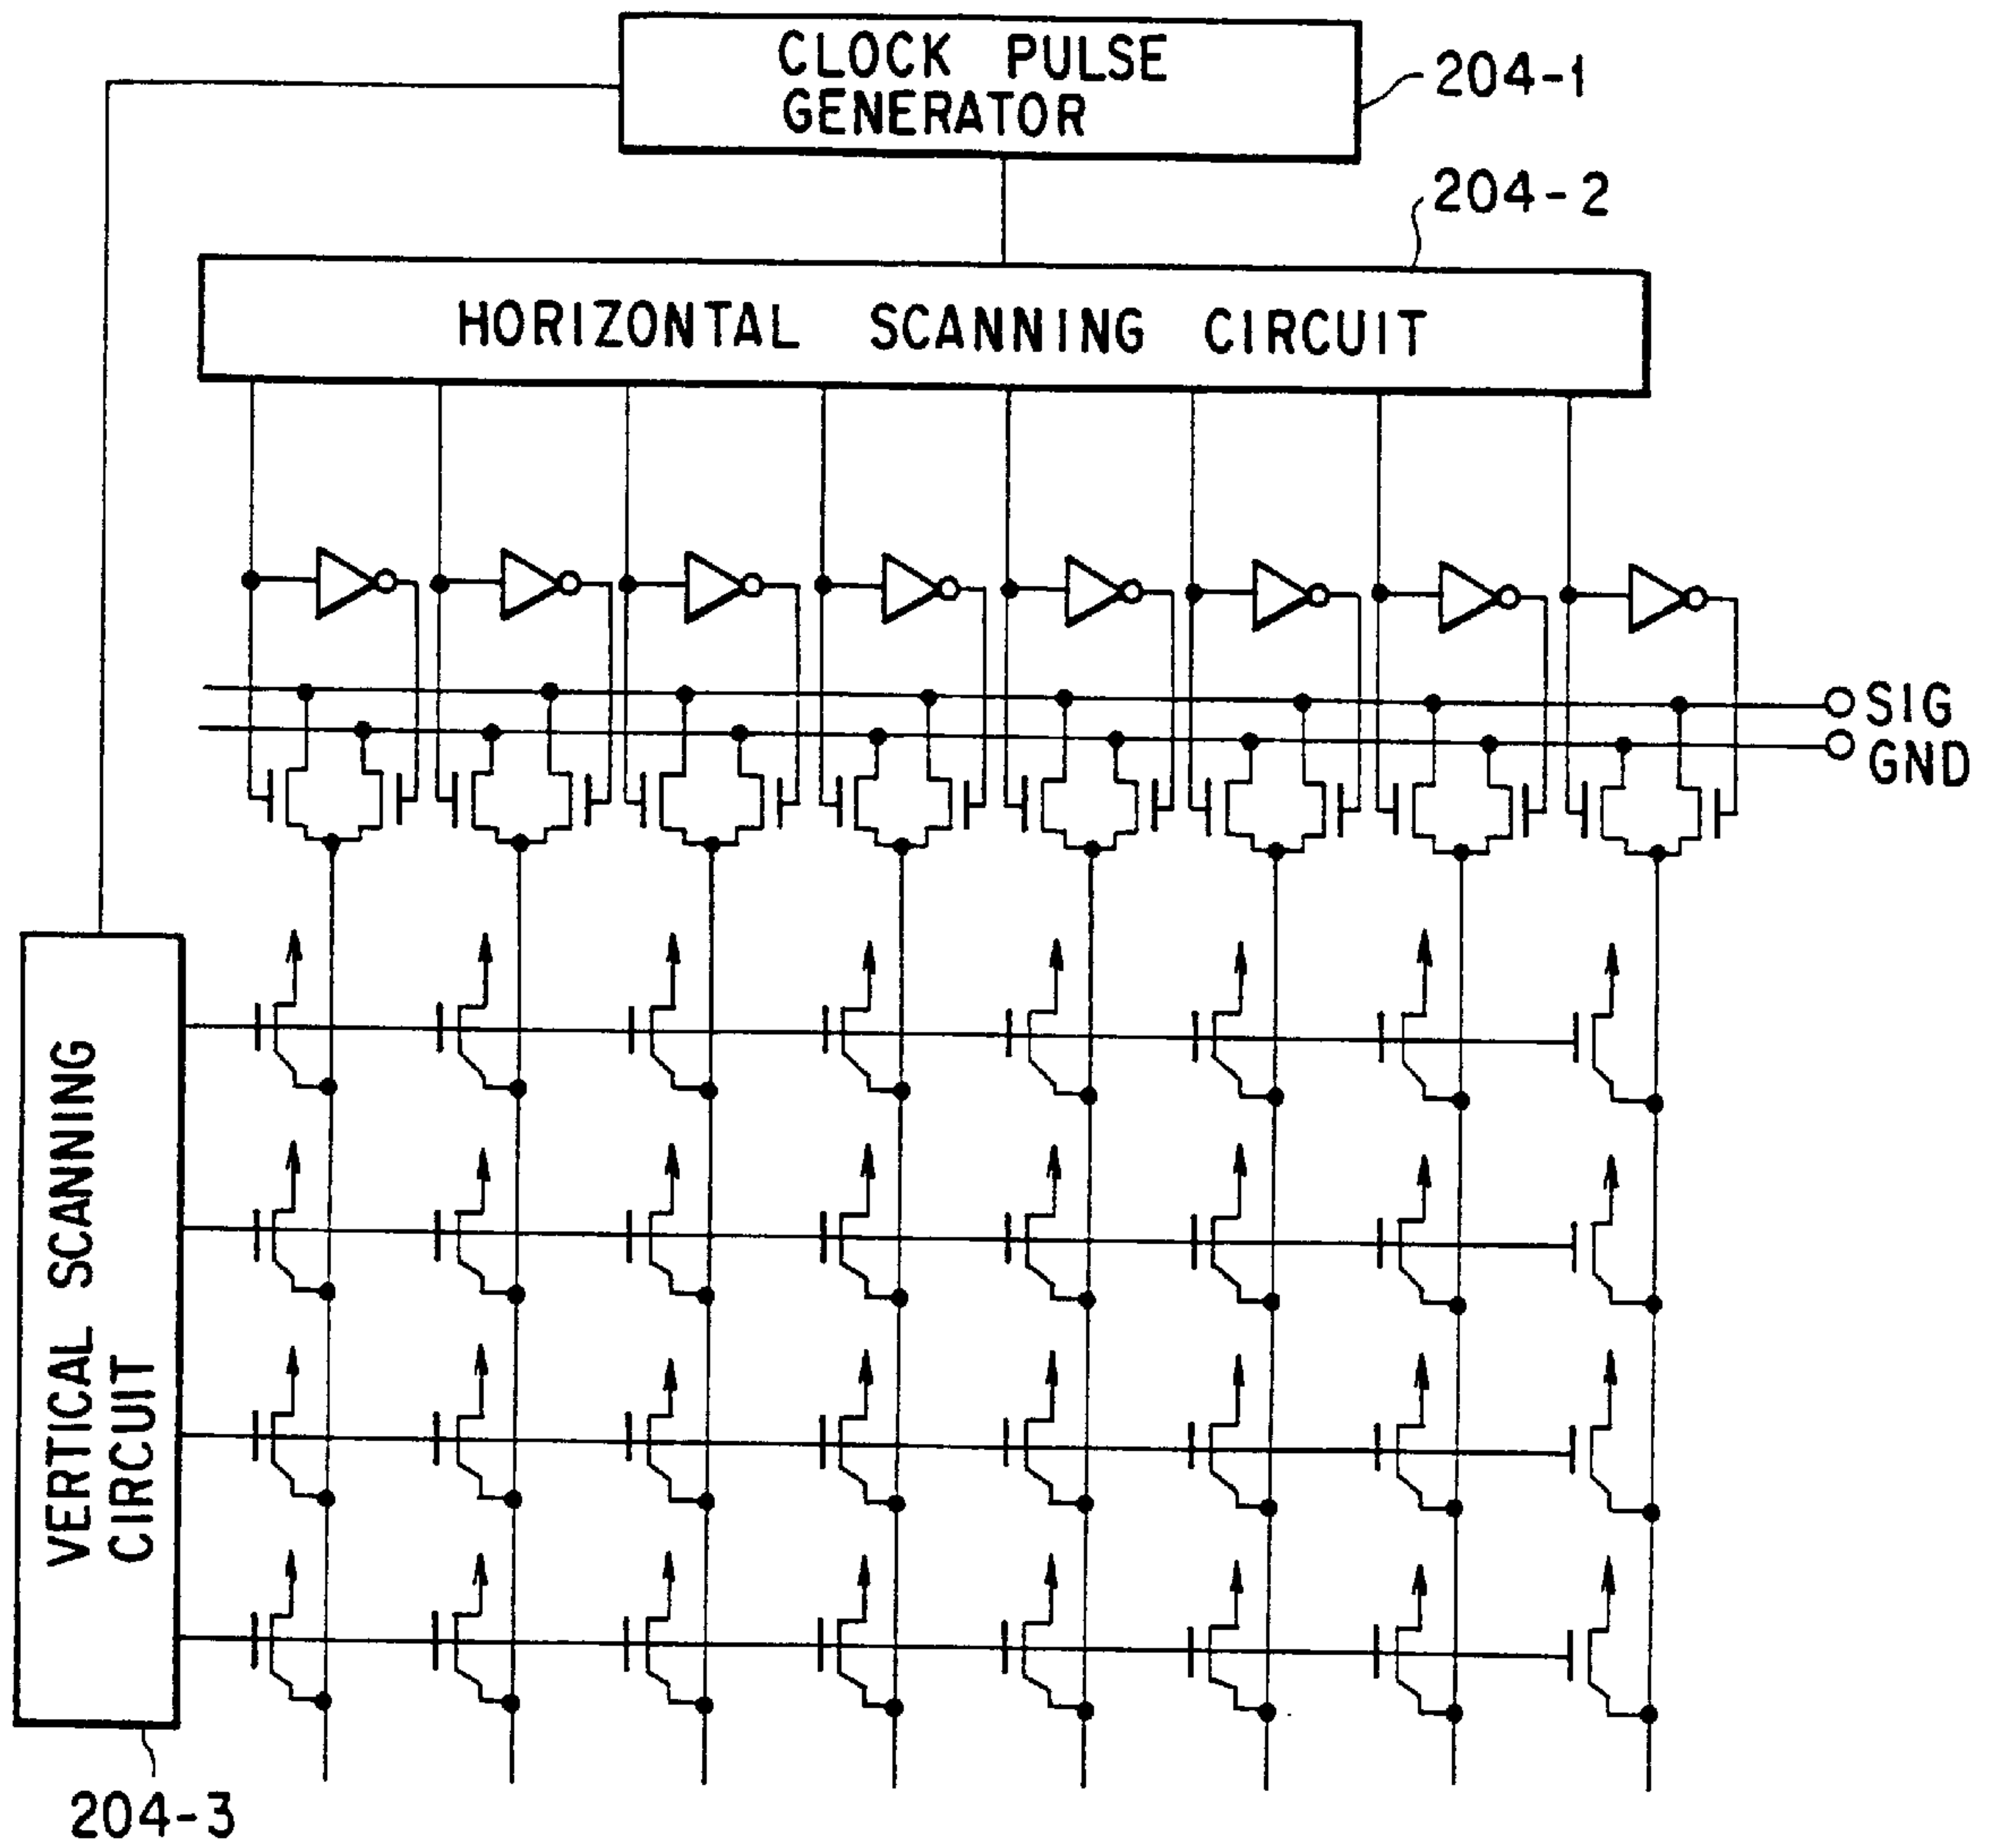 CLOCK PULSE
GENERATOR
204-1
204-2
HORIZONTAL SCANNING CIRCUIT
SIG
GND
VERTICAL SCANNING
CIRCUIT
204-3